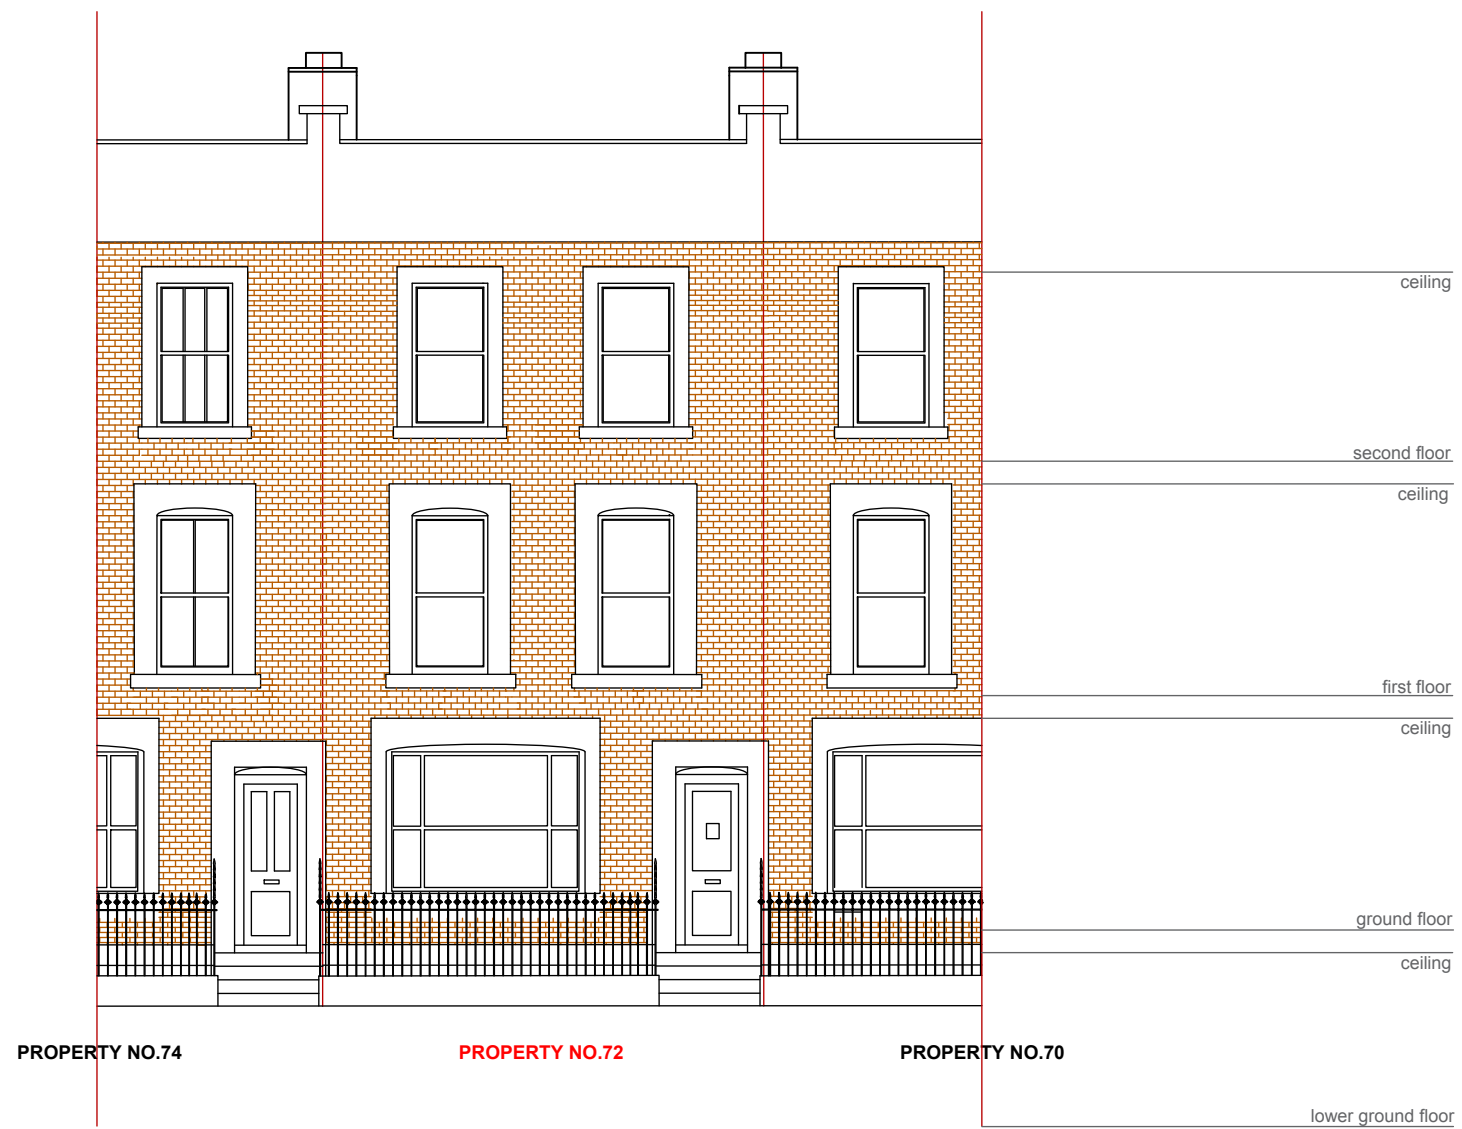 ceiling
second floor
ceiling
first floor
ceiling
ground floor
ceiling
PROPERTY NO.74 PROPERTY NO.72 PROPERTY NO.70
lower ground floor